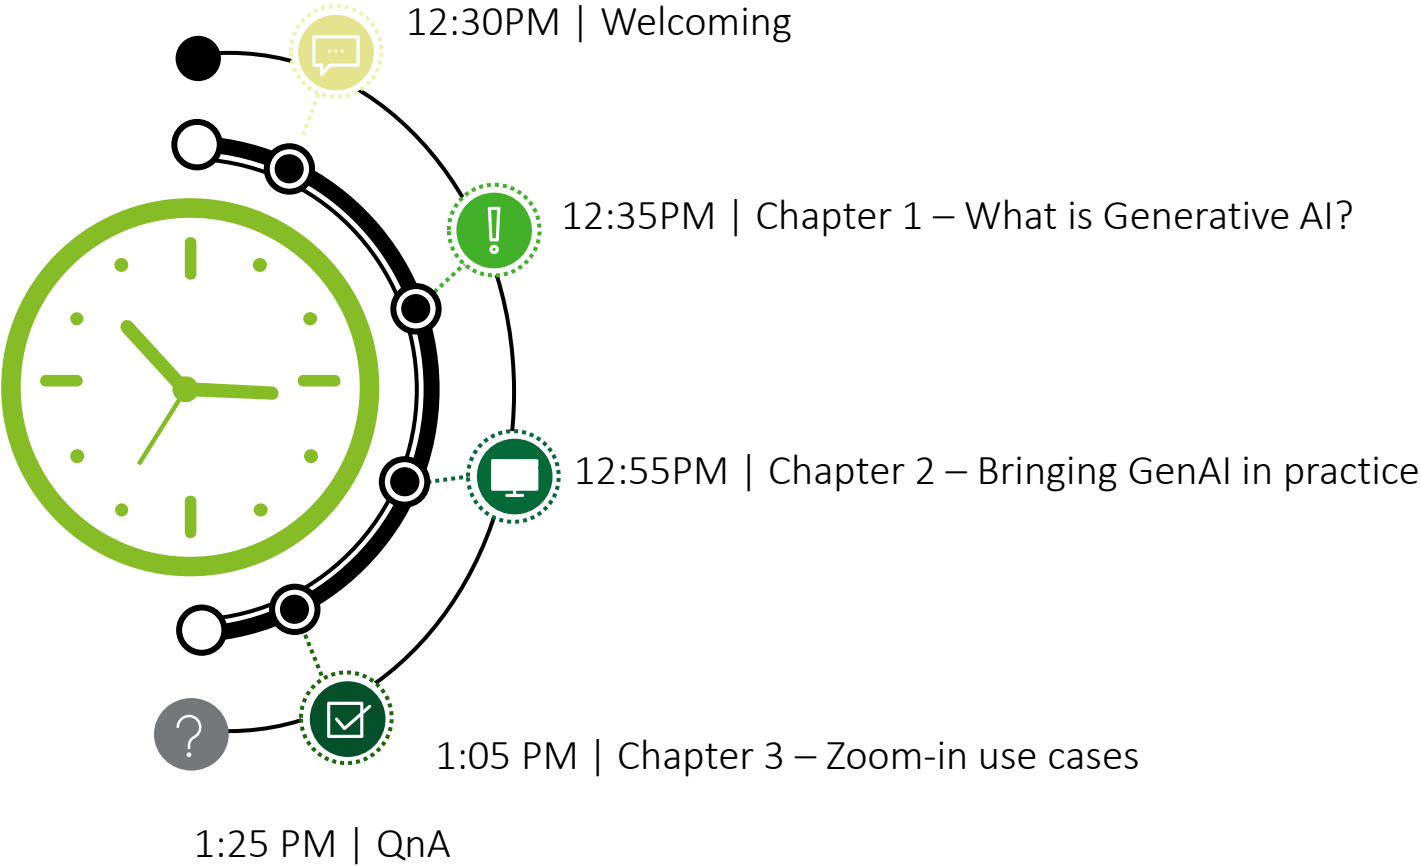 12:30PM | Welcoming
12:35PM | Chapter 1 – What is Generative AI?
12:55PM | Chapter 2 – Bringing GenAI in practice
1:05 PM | Chapter 3 – Zoom-in use cases
1:25 PM | QnA